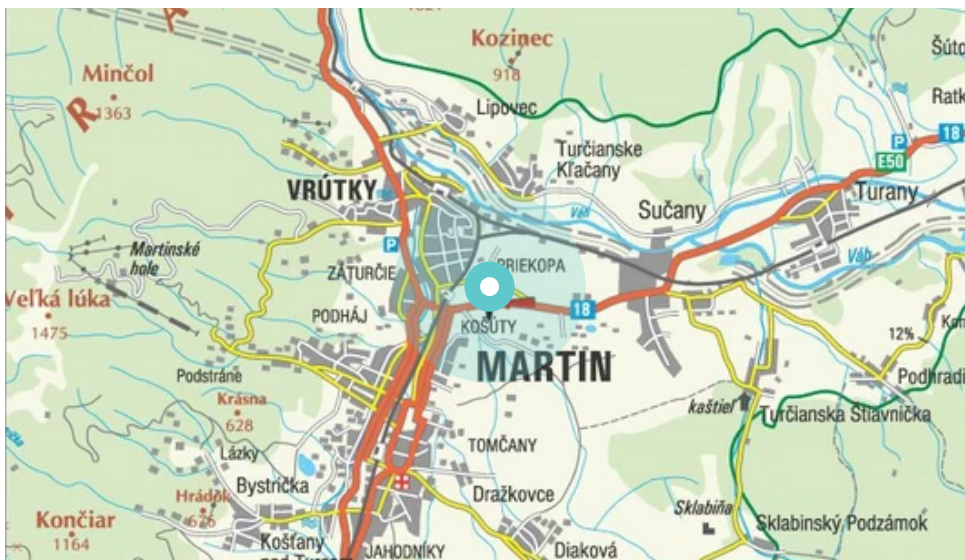 Kozinec
918
Minčol
1363
R
Lipovec
Turčianske
Kľačany
18
E50
P
Turany
VRÚTKY
Váh
Sučany
P
Martinské
hole
PRIEKOPA
Váh
ZÁTURČIE
Veľká lúka
1475
PODHÁJ
KOŠÚTY
18
12%
MARTIN
Podstráne
Krásna
628
kaštieľ
Turčianska Štiavnička
Lázky
TOMČANY
Bystrička
Hrádok
Dražkovce
Sklabiňa
Končiar
1164
Sklabinský Podzámok
Košťany
JAHODNÍKY
Diaková